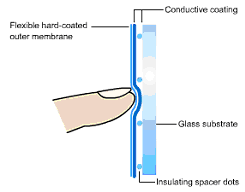 Conductive coating
Flexible hard-coated
outer membrane
Glass substrate
Insulating spacer dots